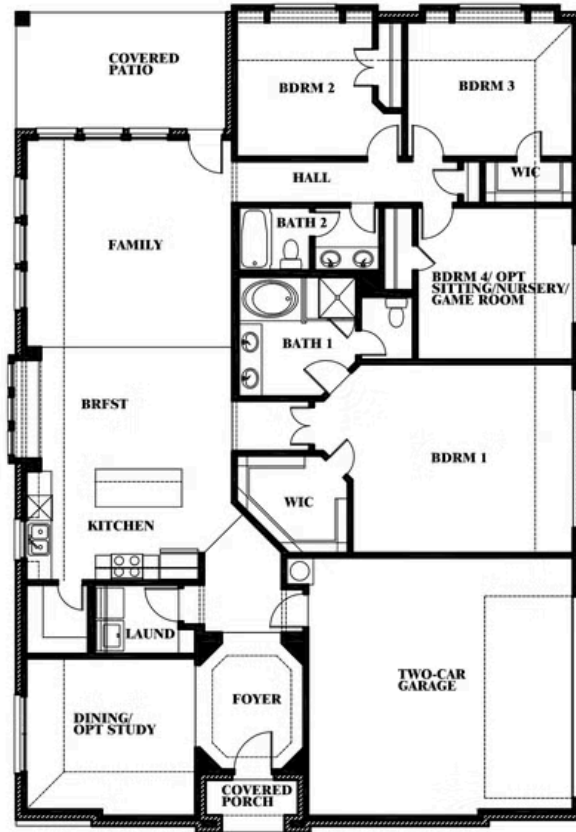 COVERED
PATIO
BDRM 2
BDRM 3
HALL
WIC
FAMILY
BATH 2
BDRM 4/ OPT
SITTING/NURSERY/
GAME ROOM
BATH 1
BRFST
BDRM 1
WIC
KITCHEN
LAUND
TWO-CAR
GARAGE
FOYER
DINING/
OPT STUDY
COVERED
PORCH